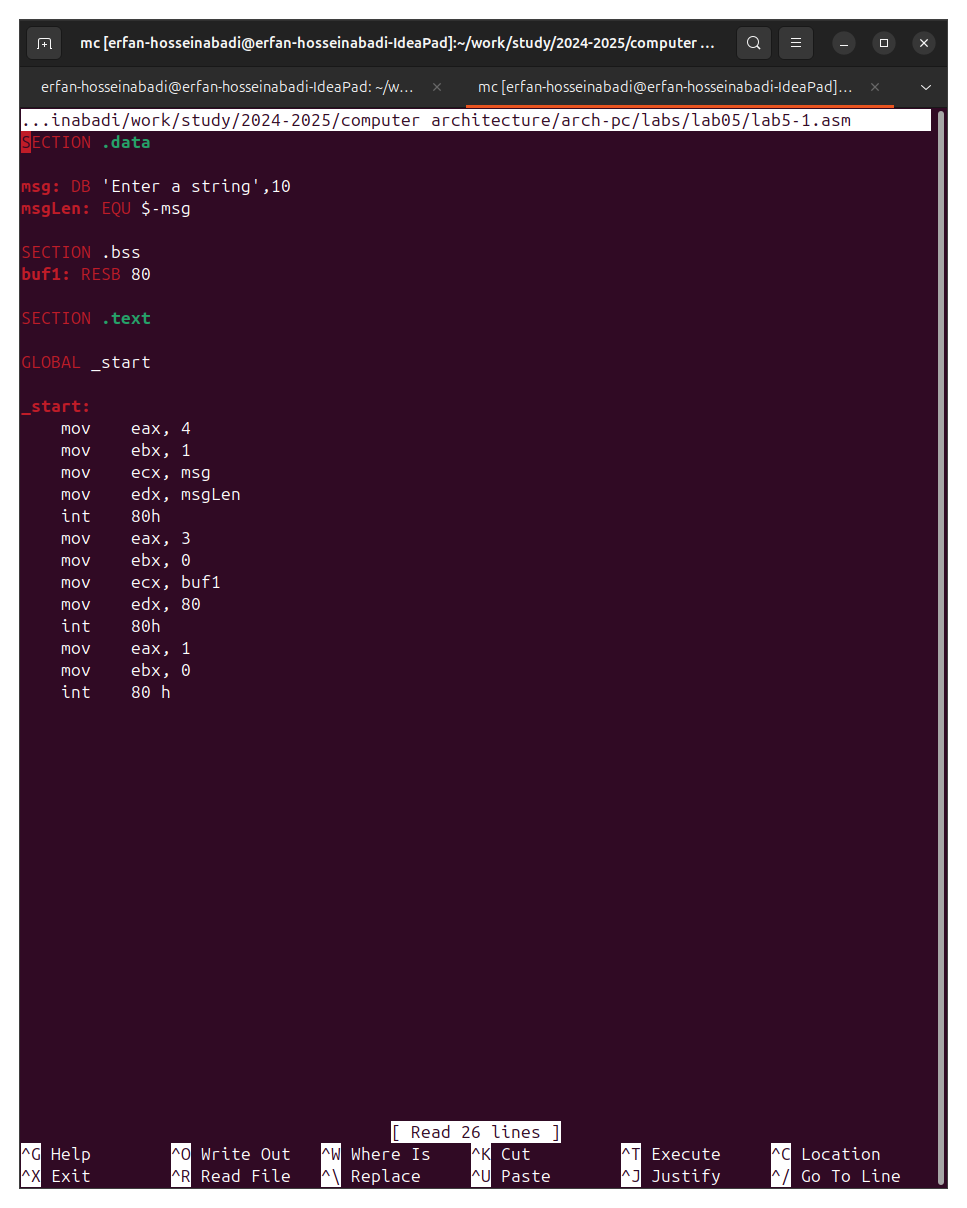 mc [erfan-hosseinabadi@erfan-hosseinabadi-IdeaPad]:~/work/study/2024-2025/computer ...
erfan-hosseinabadi@erfan-hosseinabadi-IdeaPad: ~/w... × mc [erfan-hosseinabadi@erfan-hosseinabadi-IdeaPad]... ×
...inabadi/work/study/2024-2025/computer architecture/arch-pc/labs/lab05/lab5-1.asm
SECTION .data
msg: DB 'Enter a string',10
msgLen: EQU $-msg
SECTION .bss
buf1: RESB 80
SECTION .text
GLOBAL _start
_start:
mov eax, 4
mov ebx, 1
mov ecx, msg
mov edx, msgLen
int 80h
mov eax, 3
mov ebx, 0
mov ecx, buf1
mov edx, 80
int 80h
mov eax, 1
mov ebx, 0
int 80 h
[ Read 26 lines ]
^G Help ^O Write Out ^W Where Is ^K Cut ^T Execute ^C Location
^X Exit ^R Read File ^\ Replace ^U Paste ^J Justify ^/ Go To Line